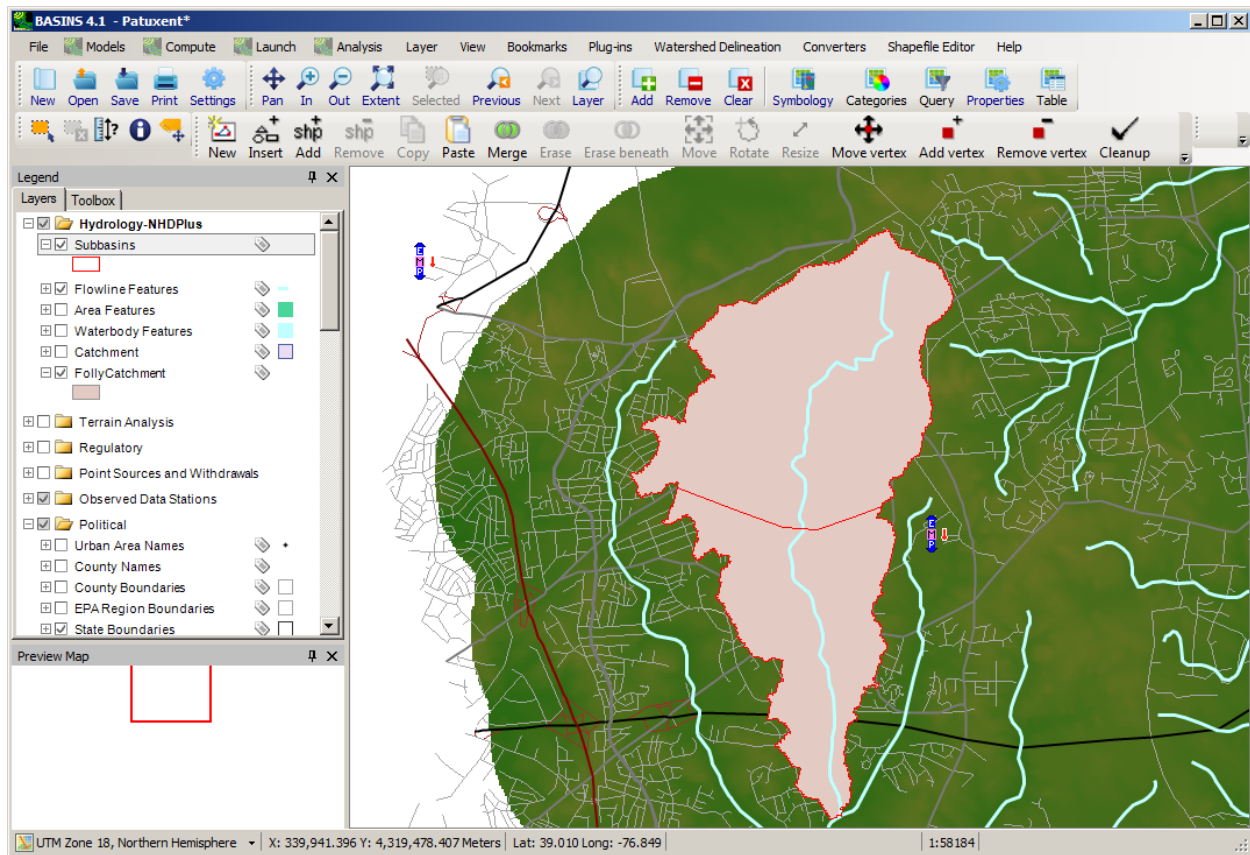 BASINS 4.1 - Patuxent*
File Models Compute Launch Analysis Layer View Bookmarks Plug-ins Watershed Delineation Converters Shapefile Editor Help
New Open Save Print Settings Pan In Out Extent Selected Previous Next Layer Add Remove Clear Symbology Categories Query Properties Table
shp shp
New Insert Add Remove Copy Paste Merge Erase Erase beneath Move Rotate Resize Move vertex Add vertex Remove vertex Cleanup
Legend
Layers Toolbox
Hydrology-NHDPlus
Subbasins
Flowline Features
Area Features
Waterbody Features
Catchment
FollyCatchment
Terrain Analysis
Regulatory
Point Sources and Withdrawals
Observed Data Stations
Political
Urban Area Names
County Names
County Boundaries
EPA Region Boundaries
State Boundaries
Preview Map
E
M
P
E
M
P
UTM Zone 18, Northern Hemisphere X: 339,941.396 Y: 4,319,478.407 Meters Lat: 39.010 Long: -76.849 1:58184